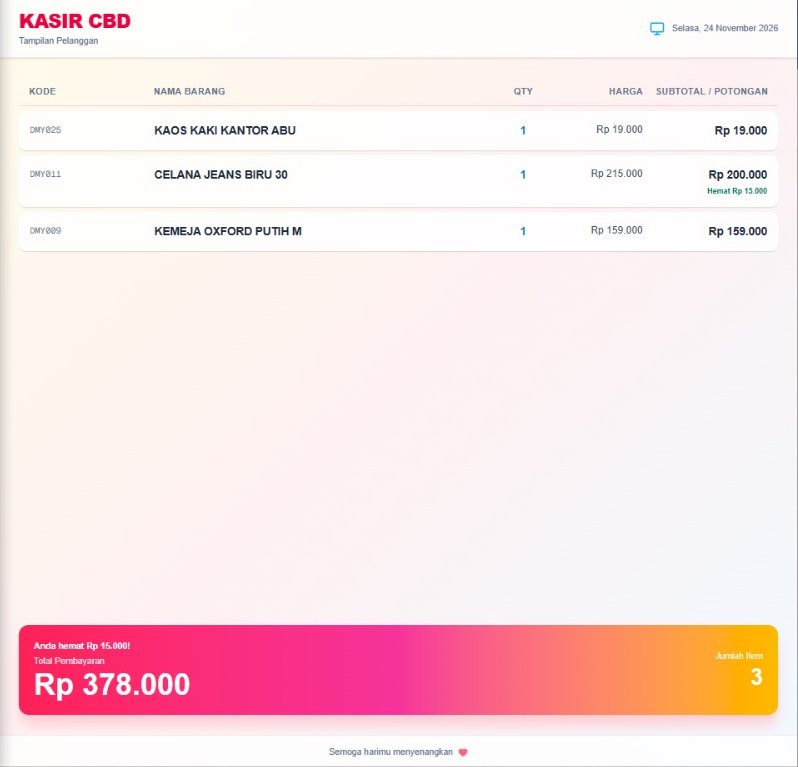 KASIR CBD
Tampilan Pelanggan
Selasa, 24 November 2026
KODE NAMA BARANG QTY HARGA SUBTOTAL / POTONGAN
DMY025 KAOS KAKI KANTOR ABU 1 Rp 19.000 Rp 19.000
DMY011 CELANA JEANS BIRU 30 1 Rp 215.000 Rp 200.000
Hemat Rp 15.000
DMY009 KEMEJA OXFORD PUTIH M 1 Rp 159.000 Rp 159.000
Anda hemat Rp 15.000!
Total Pembayaran
Rp 378.000
Jumlah Item
3
Semoga harimu menyenangkan